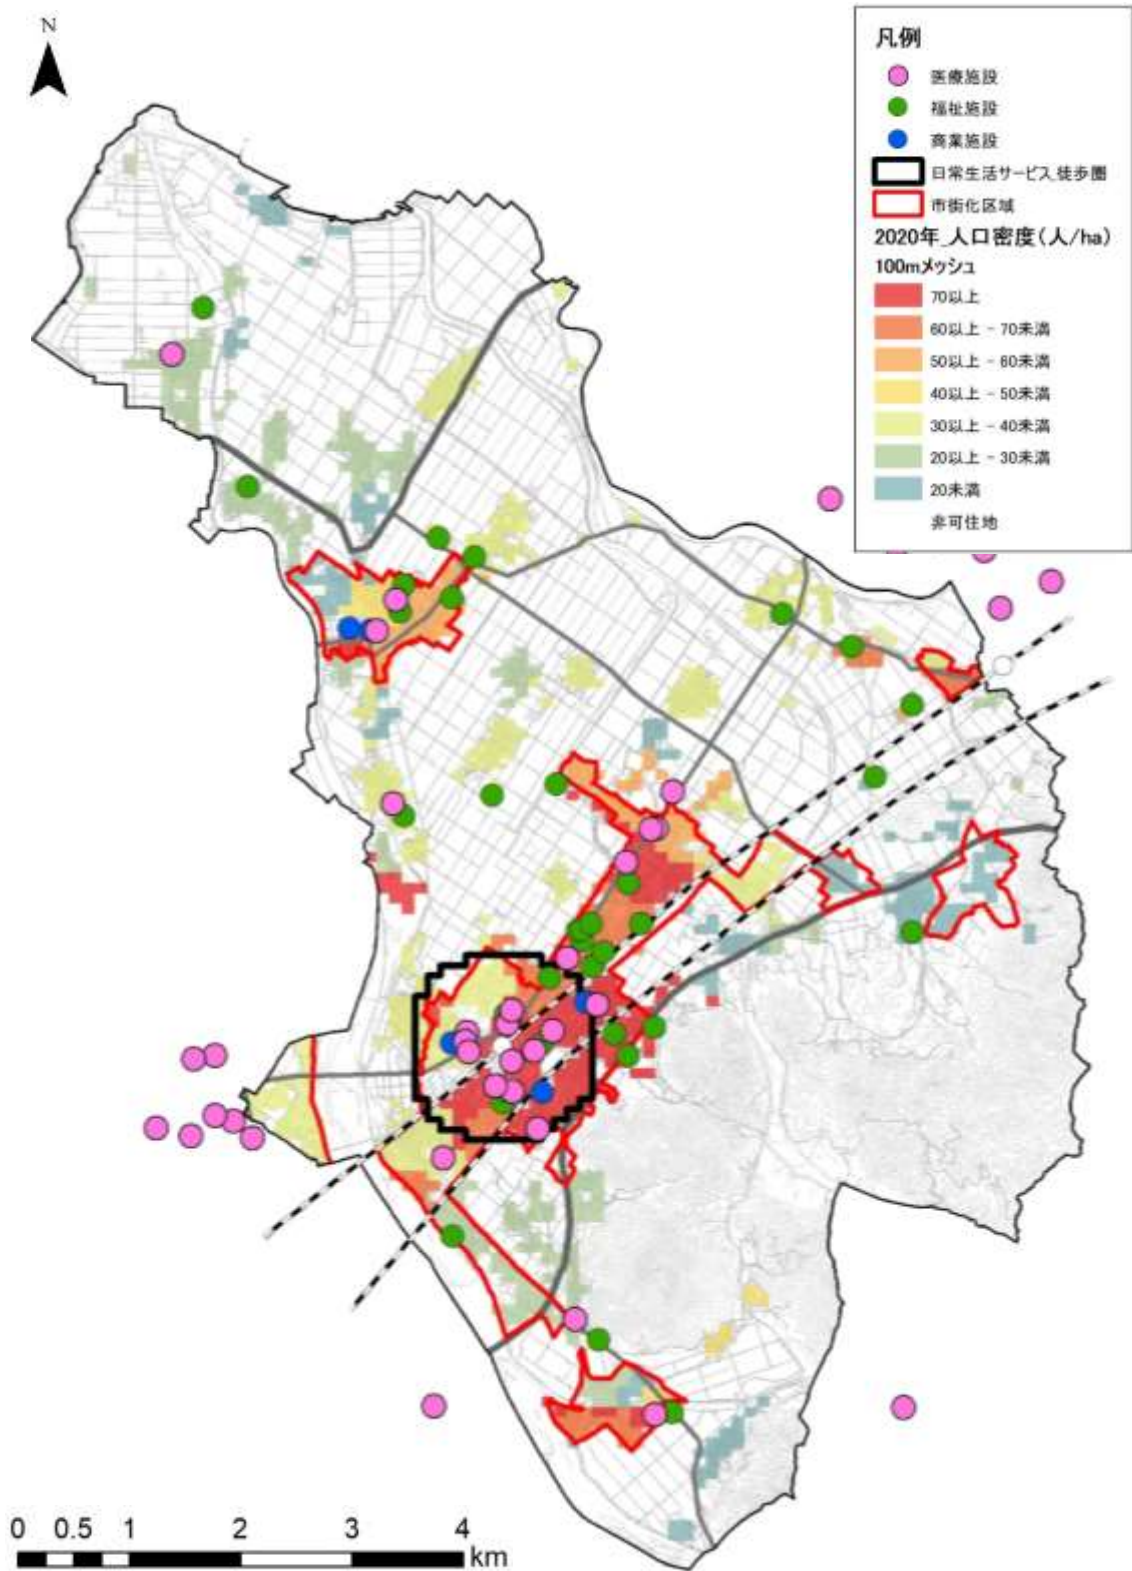 N
凡例
医療施設
福祉施設
商業施設
日常生活サービス_徒歩圏
市街化区域
2020年_人口密度(人/ha)
100mメッシュ
70以上
60以上 - 70未満
50以上 - 60未満
40以上 - 50未満
30以上 - 40未満
20以上 - 30未満
20未満
非可住地
0 0.5 1 2 3 4
km